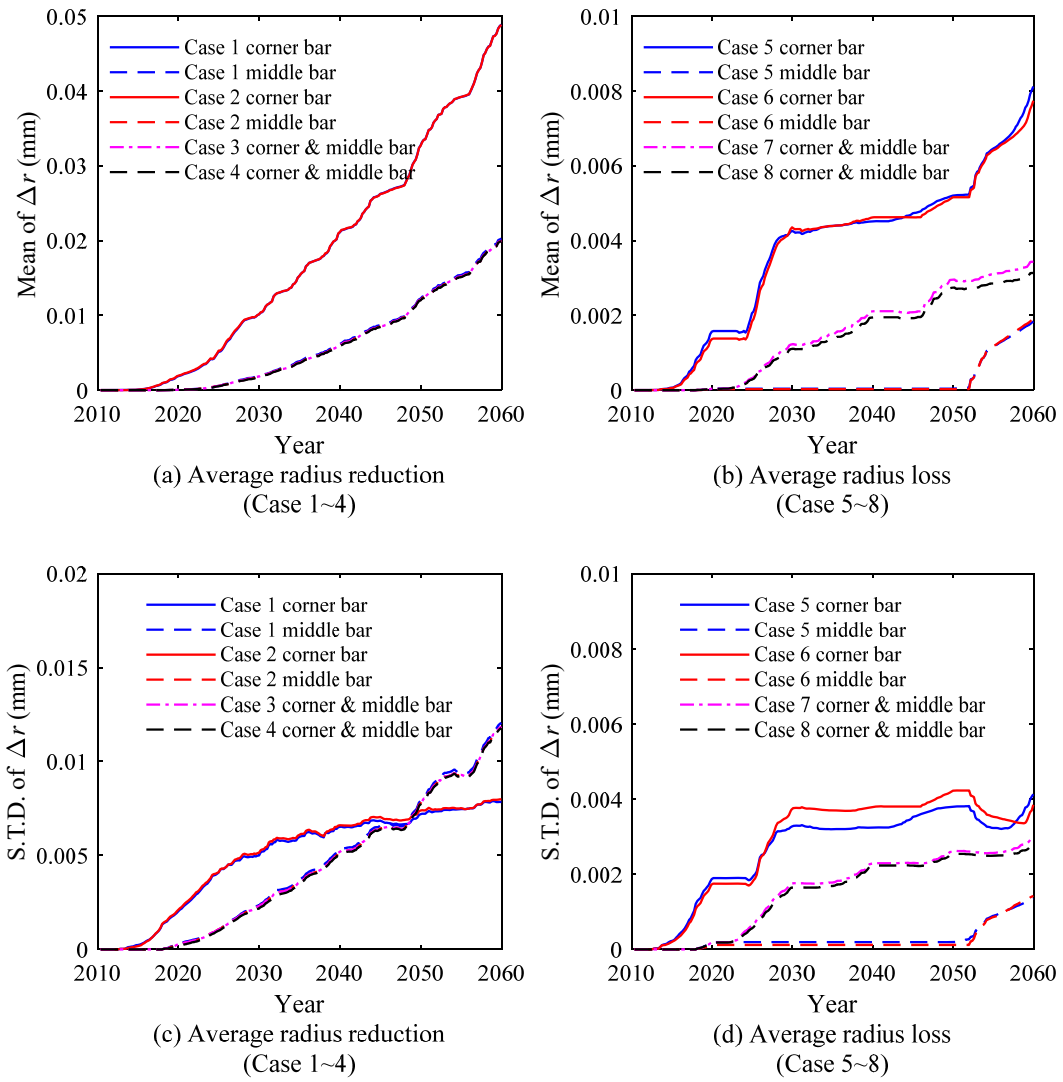 0.05
0.04
0.03
0.02
0.01
0
Mean of Δr (mm)
Case 1 corner bar
Case 1 middle bar
Case 2 corner bar
Case 2 middle bar
Case 3 corner & middle bar
Case 4 corner & middle bar
2010 2020 2030 2040 2050 2060
Year
(a) Average radius reduction
(Case 1~4)
0.01
0.008
0.006
0.004
0.002
0
Mean of Δr (mm)
Case 5 corner bar
Case 5 middle bar
Case 6 corner bar
Case 6 middle bar
Case 7 corner & middle bar
Case 8 corner & middle bar
2010 2020 2030 2040 2050 2060
Year
(b) Average radius loss
(Case 5~8)
0.02
0.015
0.01
0.005
0
S.T.D. of Δr (mm)
Case 1 corner bar
Case 1 middle bar
Case 2 corner bar
Case 2 middle bar
Case 3 corner & middle bar
Case 4 corner & middle bar
2010 2020 2030 2040 2050 2060
Year
(c) Average radius reduction
(Case 1~4)
0.01
0.008
0.006
0.004
0.002
0
S.T.D. of Δr (mm)
Case 5 corner bar
Case 5 middle bar
Case 6 corner bar
Case 6 middle bar
Case 7 corner & middle bar
Case 8 corner & middle bar
2010 2020 2030 2040 2050 2060
Year
(d) Average radius loss
(Case 5~8)